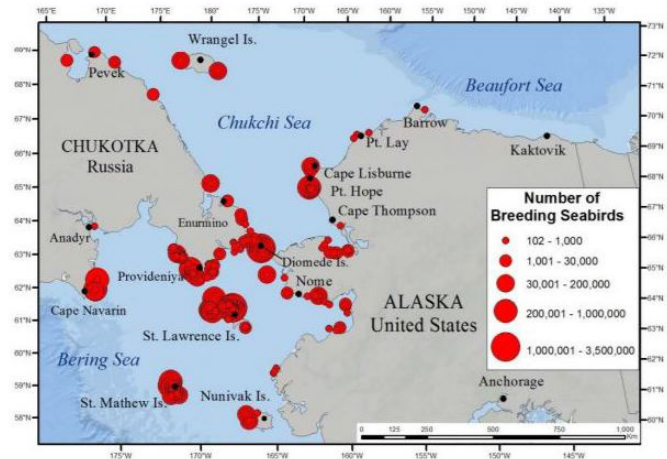 165°E 170°E 175°E 180° 175°W 170°W 165°W 160°W 155°W 150°W 145°W 140°W 135°W
73°N
72°N
71°N
70°N
69°N
68°N
67°N
66°N
65°N
64°N
63°N
62°N
61°N
60°N
69°N
68°N
67°N
66°N
65°N
64°N
63°N
62°N
61°N
60°N
59°N
58°N
Wrangel Is.
Pevek
Beaufort Sea
Chukchi Sea
Barrow
Pt. Lay
Kaktovik
CHUKOTKA
Russia
Cape Lisburne
Pt. Hope
Cape Thompson
Enurmino
Anadyr
Diomede Is.
Provideniya
Nome
Cape Navarin
ALASKA
United States
St. Lawrence Is.
Bering Sea
St. Mathew Is.
Nunivak Is.
Anchorage
Number of
Breeding Seabirds
102 - 1,000
1,001 - 30,000
30,001 - 200,000
200,001 - 1,000,000
1,000,001 - 3,500,000
0 125 250 500 750 1,000
Km
175°W 170°W 165°W 160°W 155°W 150°W 145°W